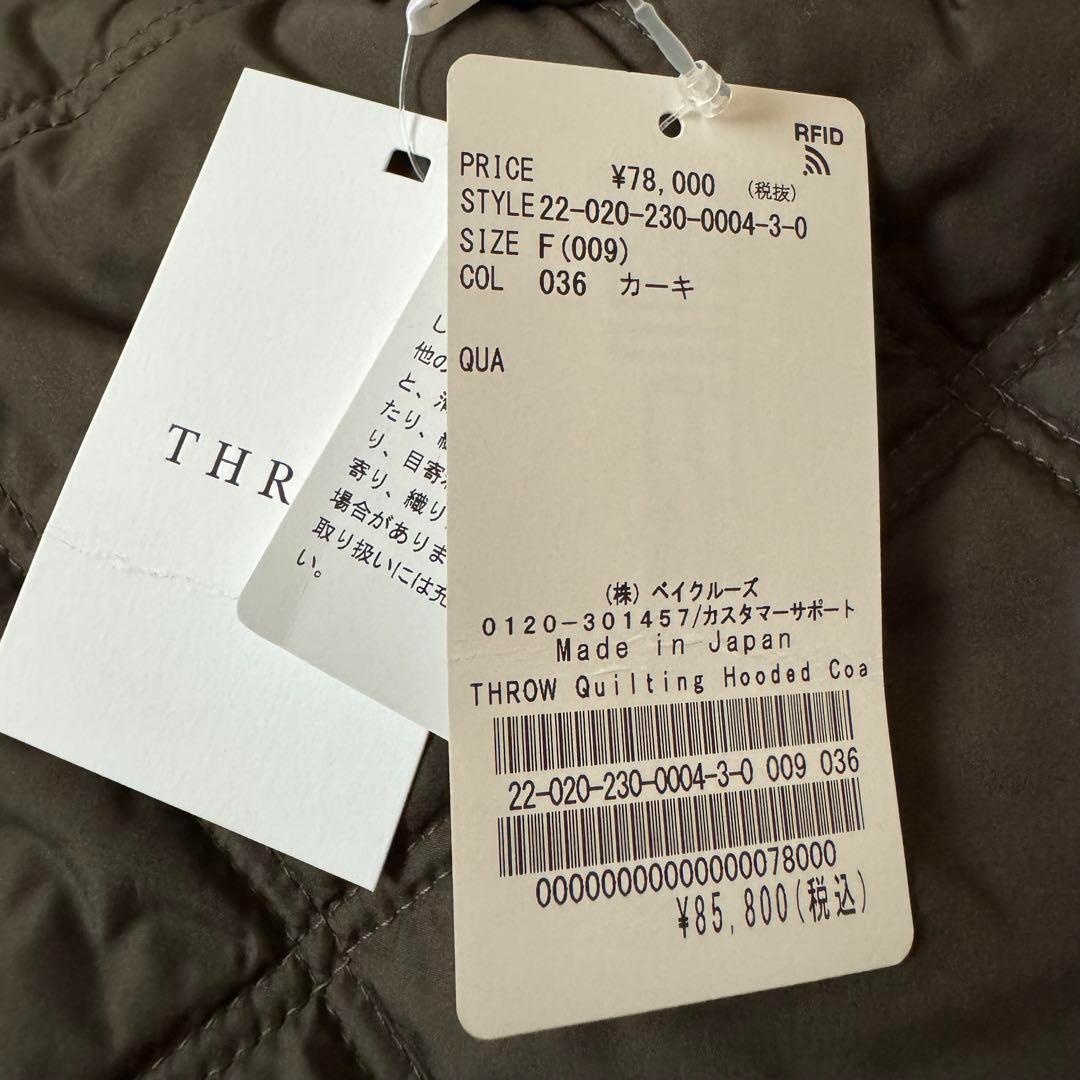 RFID
PRICE ¥78,000 (税抜)
STYLE 22-020-230-0004-3-0
SIZE F(009)
COL 036 カーキ
QUA
(株) ベイクルーズ
0120-301457/カスタマーサポート
Made in Japan
THROW Quilting Hooded Coa
22-020-230-0004-3-0 009 036
00000000000000078000
¥85,800(税込)
THR
し
他の
と、
たり、
り、目寄
寄り、織り
場合がありま
取り扱いには充
い。